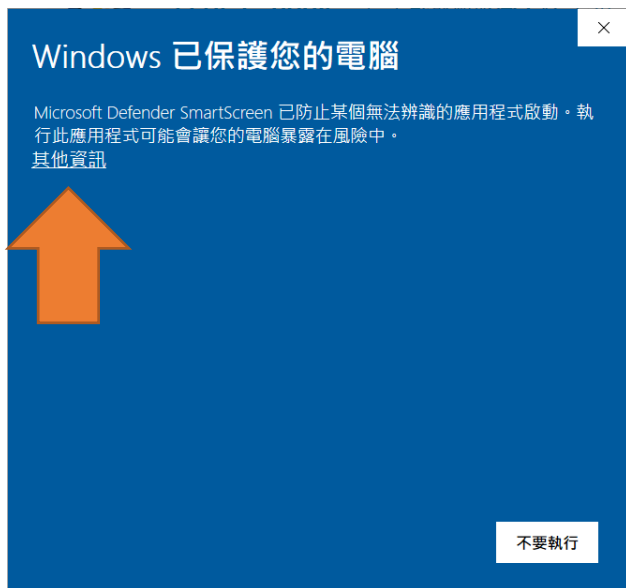 Windows 已保護您的電腦
Microsoft Defender SmartScreen 已防止某個無法辨識的應用程式啟動。執
行此應用程式可能會讓您的電腦暴露在風險中。
其他資訊
不要執行